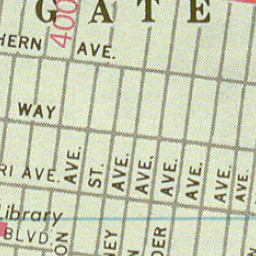 GATE
400
HERN AVE.
WAY
RI AVE.
AVE.
ST.
AVE.
AVE.
AVE.
AVE.
AVE.
AVE.
Library
BLVD.
ON
NEY
N
DER